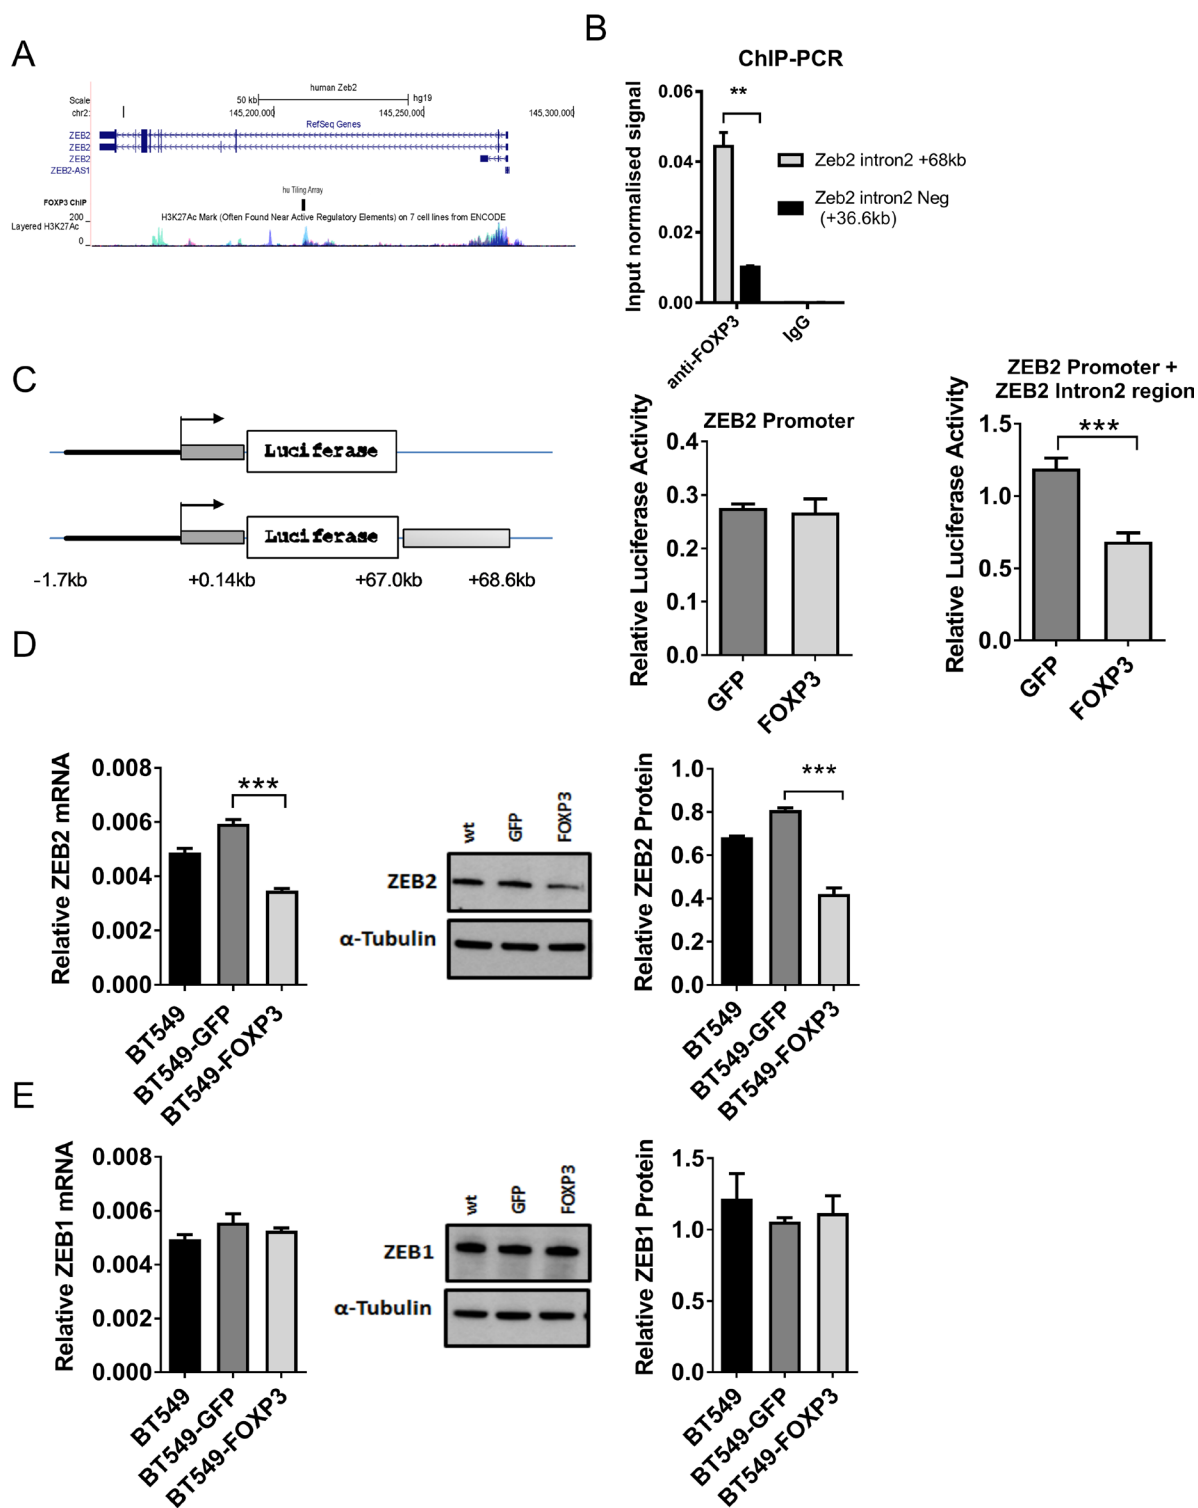 A
human Zeb2
Scale
50 kb
hg19
chr2:
145,200,000
145,250,000
145,300,000
RefSeq Genes
ZEB2
ZEB2
ZEB2
ZEB2-AS1
hu Tiling Array
FOXP3 ChIP
H3K27Ac Mark (Often Found Near Active Regulatory Elements) on 7 cell lines from ENCODE
200
Layered H3K27Ac
0
B
ChIP-PCR
Input normalised signal
0.06
0.04
0.02
0.00
**
Zeb2 intron2 +68kb
Zeb2 intron2 Neg
(+36.6kb)
anti-FOXP3
IgG
C
Luciferase
Luciferase
-1.7kb
+0.14kb
+67.0kb
+68.6kb
ZEB2 Promoter
Relative Luciferase Activity
0.4
0.3
0.2
0.1
0.0
GFP
FOXP3
ZEB2 Promoter +
ZEB2 Intron2 region
Relative Luciferase Activity
1.5
1.0
0.5
0.0
***
GFP
FOXP3
D
Relative ZEB2 mRNA
0.008
0.006
0.004
0.002
0.000
***
BT549
BT549-GFP
BT549-FOXP3
wt
GFP
FOXP3
ZEB2
α-Tubulin
Relative ZEB2 Protein
1.0
0.8
0.6
0.4
0.2
0.0
***
BT549
BT549-GFP
BT549-FOXP3
E
Relative ZEB1 mRNA
0.008
0.006
0.004
0.002
0.000
BT549
BT549-GFP
BT549-FOXP3
wt
GFP
FOXP3
ZEB1
α-Tubulin
Relative ZEB1 Protein
1.5
1.0
0.5
0.0
BT549
BT549-GFP
BT549-FOXP3